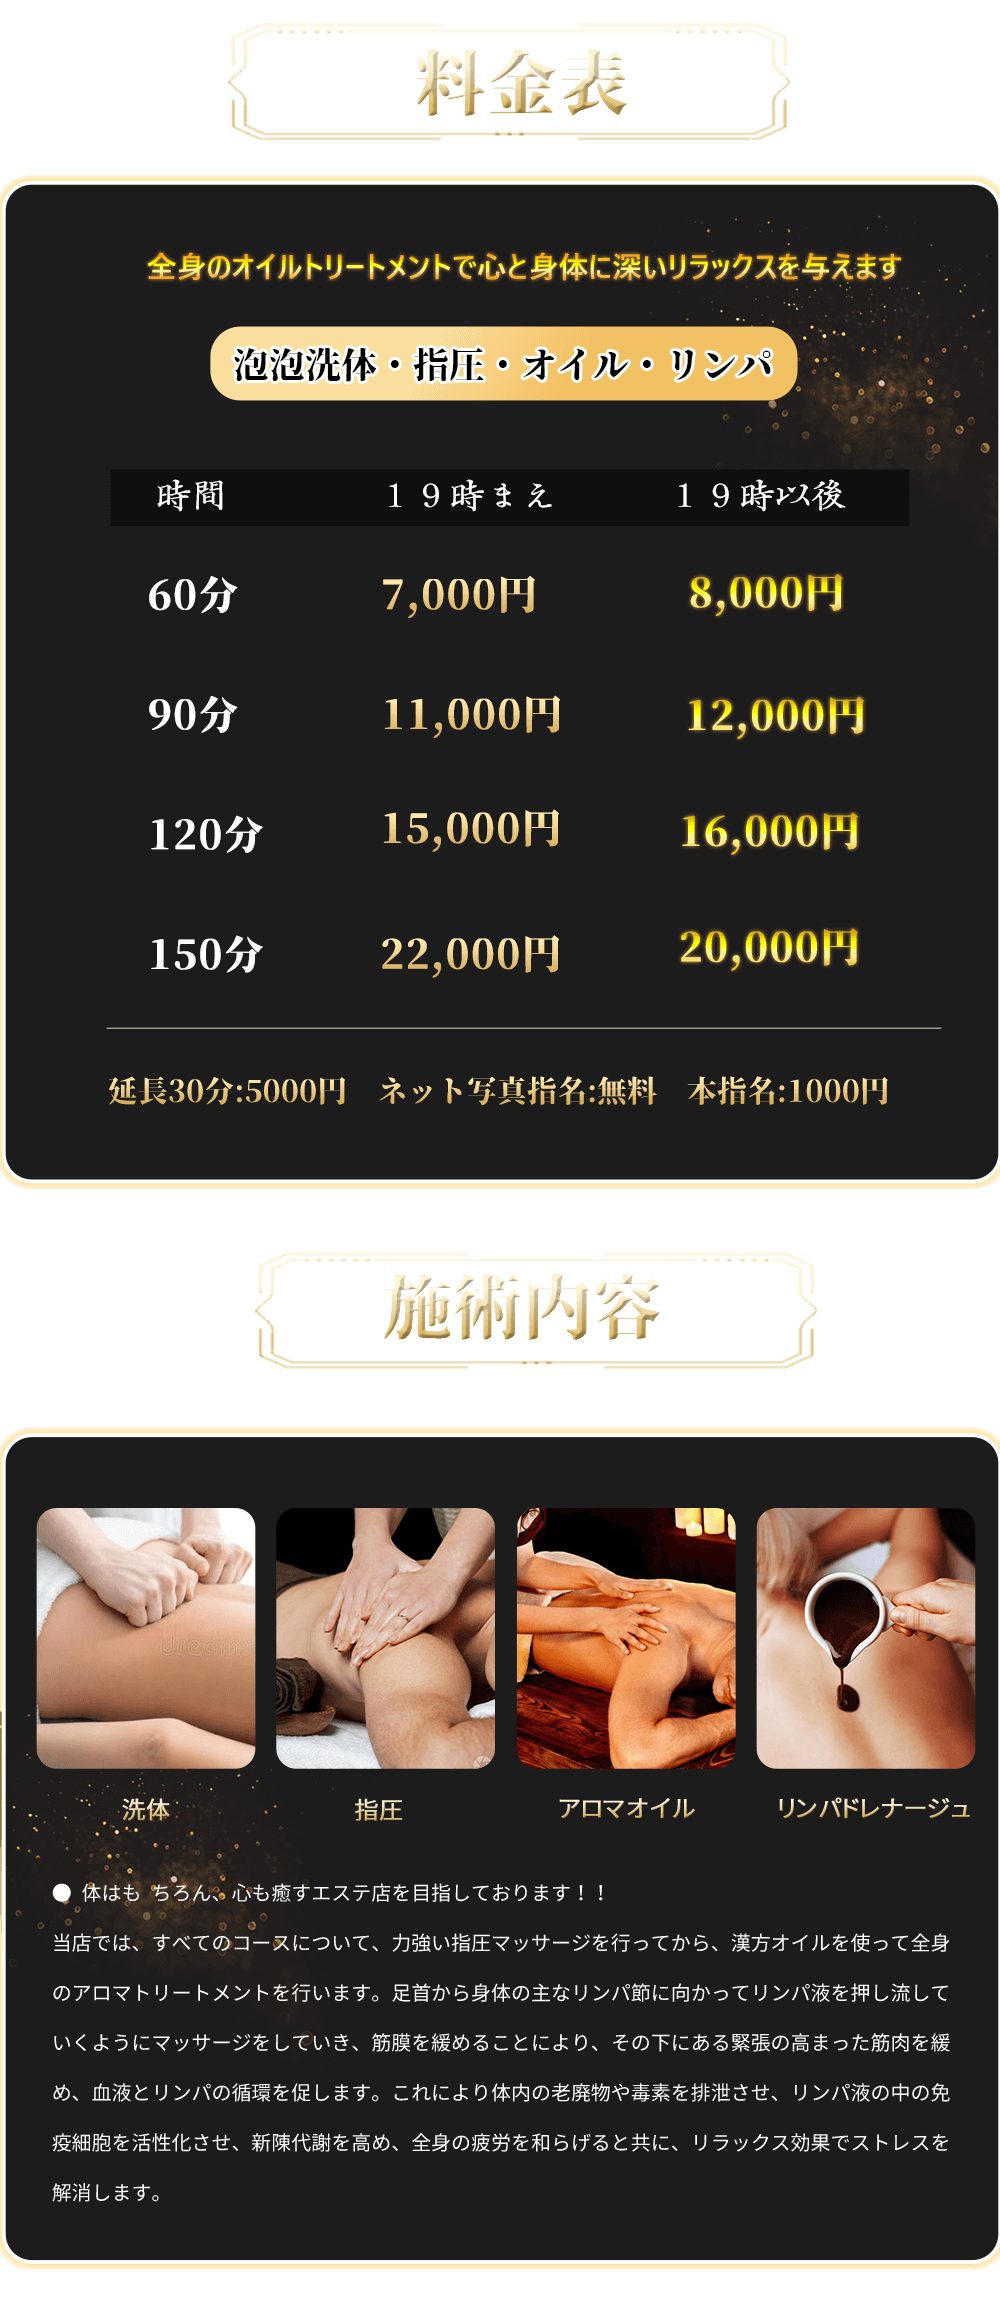 料金表
全身のオイルトリートメントで心と身体に深いリラックスを与えます
泡泡洗体・指圧・オイル・リンパ
時間 １９時まえ １９時以後
60分 7,000円 8,000円
90分 11,000円 12,000円
120分 15,000円 16,000円
150分 22,000円 20,000円
延長30分:5000円 ネット写真指名:無料 本指名:1000円
施術内容
洗体 指圧 アロマオイル リンパドレナージュ
● 体はも ちろん、心も癒すエステ店を目指しております！！
当店では、すべてのコースについて、力強い指圧マッサージを行ってから、漢方オイルを使って全身
のアロマトリートメントを行います。足首から身体の主なリンパ節に向かってリンパ液を押し流して
いくようにマッサージをしていき、筋膜を緩めることにより、その下にある緊張の高まった筋肉を緩
め、血液とリンパの循環を促します。これにより体内の老廃物や毒素を排泄させ、リンパ液の中の免
疫細胞を活性化させ、新陳代謝を高め、全身の疲労を和らげると共に、リラックス効果でストレスを
解消します。